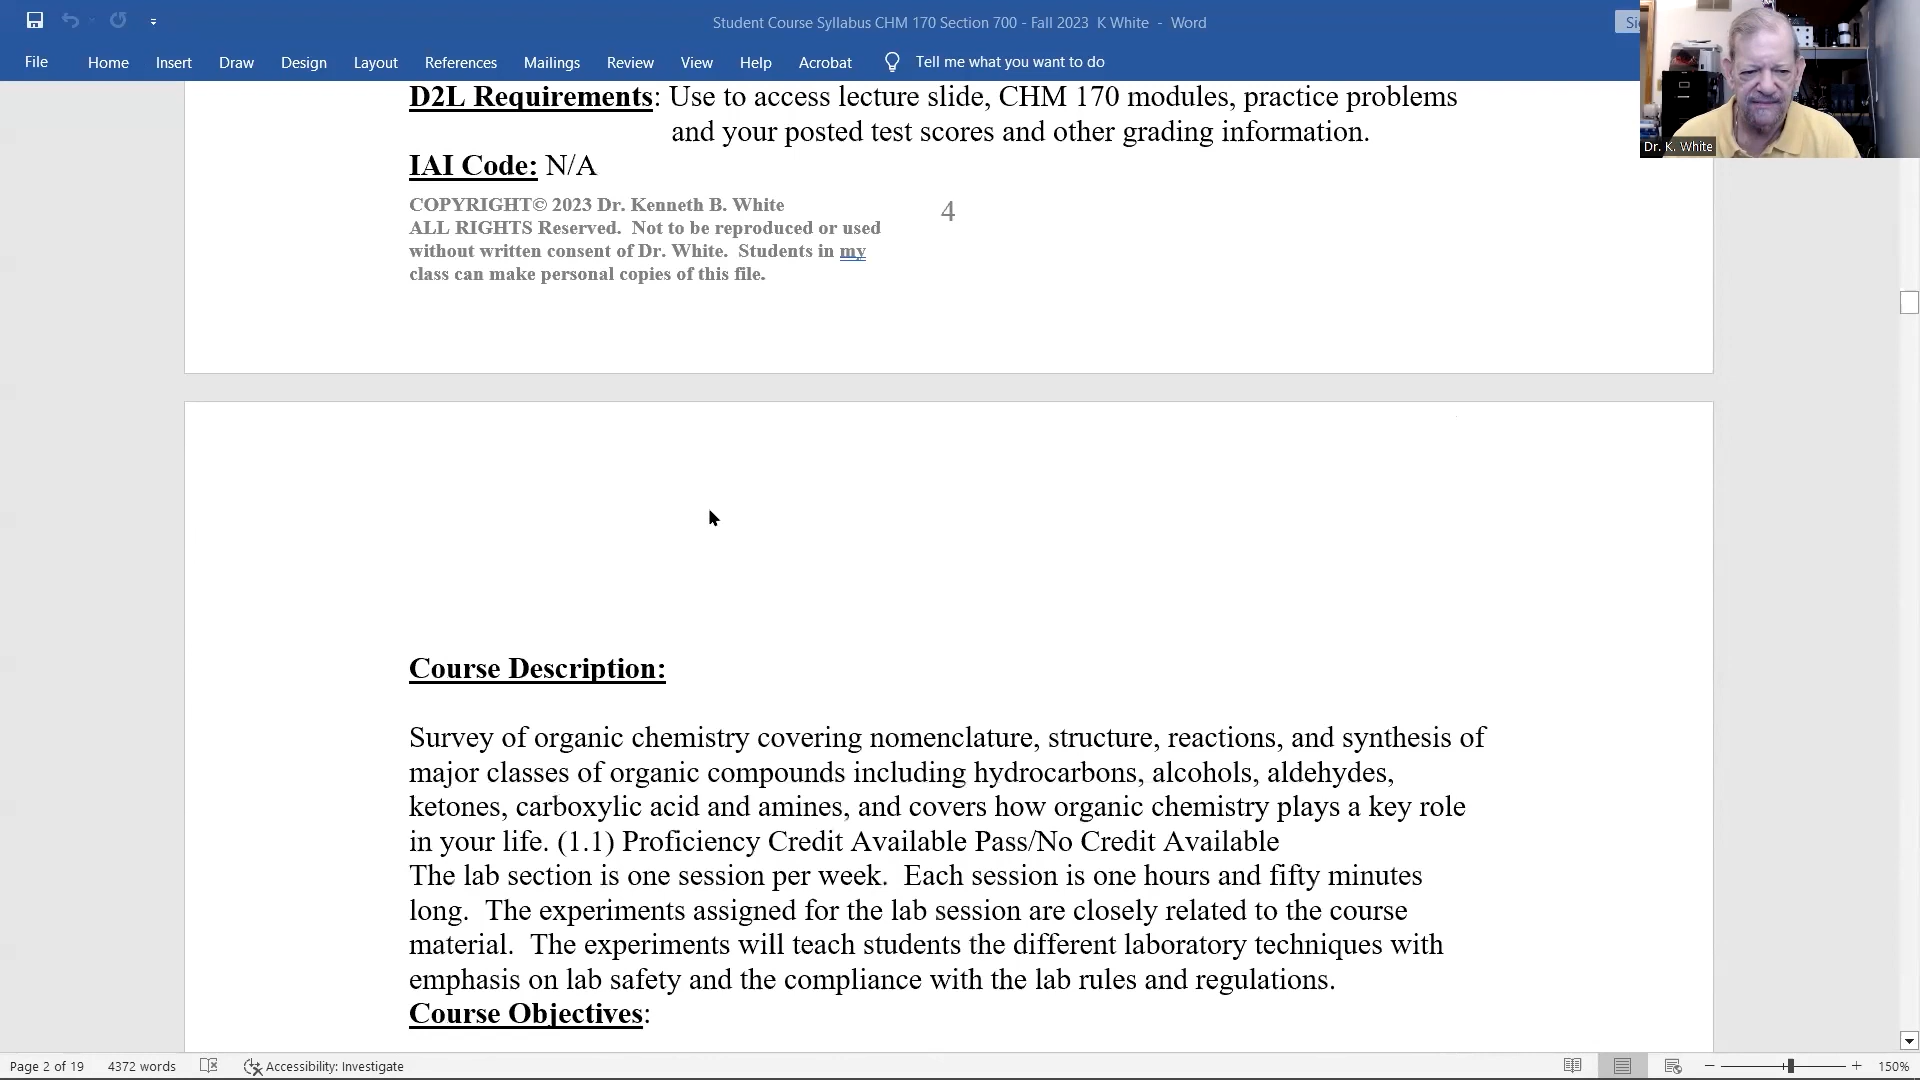 Student Course Syllabus CHM 170 Section 700 - Fall 2023  K White  -  Word
File Home Insert Draw Design Layout References Mailings Review View Help Acrobat Tell me what you want to do
Dr. K. White
D2L Requirements: Use to access lecture slide, CHM 170 modules, practice problems
and your posted test scores and other grading information.
IAI Code: N/A
COPYRIGHT© 2023 Dr. Kenneth B. White
4
ALL RIGHTS Reserved.  Not to be reproduced or used
without written consent of Dr. White.  Students in my
class can make personal copies of this file.
Course Description:
Survey of organic chemistry covering nomenclature, structure, reactions, and synthesis of
major classes of organic compounds including hydrocarbons, alcohols, aldehydes,
ketones, carboxylic acid and amines, and covers how organic chemistry plays a key role
in your life. (1.1) Proficiency Credit Available Pass/No Credit Available
The lab section is one session per week.  Each session is one hours and fifty minutes
long.  The experiments assigned for the lab session are closely related to the course
material.  The experiments will teach students the different laboratory techniques with
emphasis on lab safety and the compliance with the lab rules and regulations.
Course Objectives:
Page 2 of 19 4372 words Accessibility: Investigate 150%